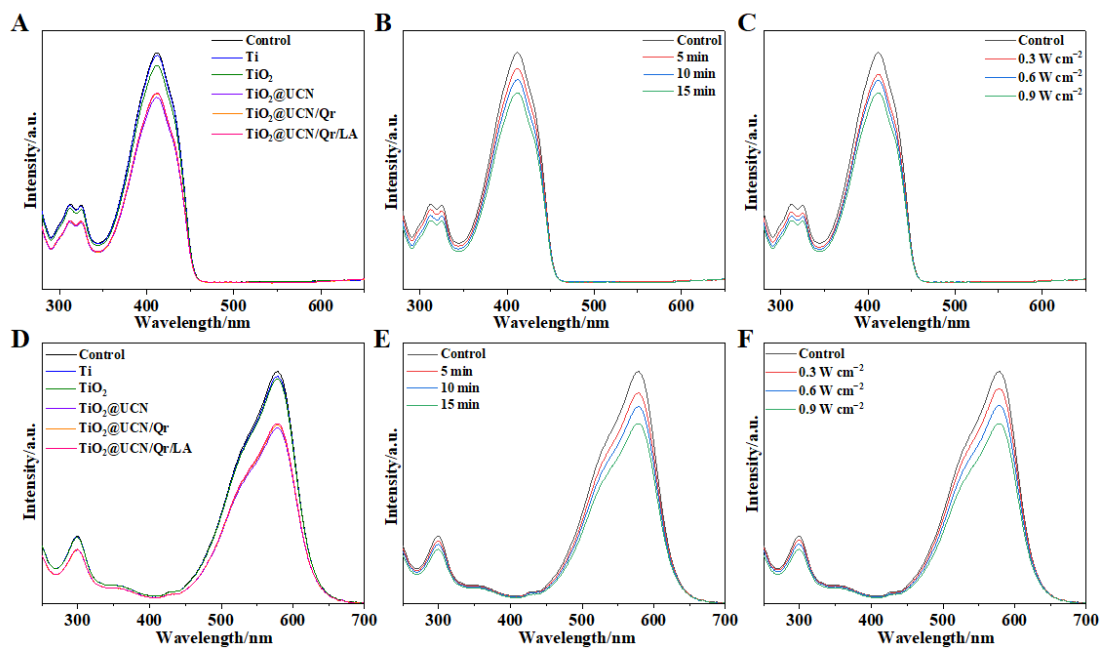 A
Control
Ti
TiO₂
TiO₂@UCN
TiO₂@UCN/Qr
TiO₂@UCN/Qr/LA
Intensity/a.u.
300 400 500 600
Wavelength/nm
B
Control
5 min
10 min
15 min
Intensity/a.u.
300 400 500 600
Wavelength/nm
C
Control
0.3 W cm⁻²
0.6 W cm⁻²
0.9 W cm⁻²
Intensity/a.u.
300 400 500 600
Wavelength/nm
D
Control
Ti
TiO₂
TiO₂@UCN
TiO₂@UCN/Qr
TiO₂@UCN/Qr/LA
Intensity/a.u.
300 400 500 600 700
Wavelength/nm
E
Control
5 min
10 min
15 min
Intensity/a.u.
300 400 500 600 700
Wavelength/nm
F
Control
0.3 W cm⁻²
0.6 W cm⁻²
0.9 W cm⁻²
Intensity/a.u.
300 400 500 600 700
Wavelength/nm